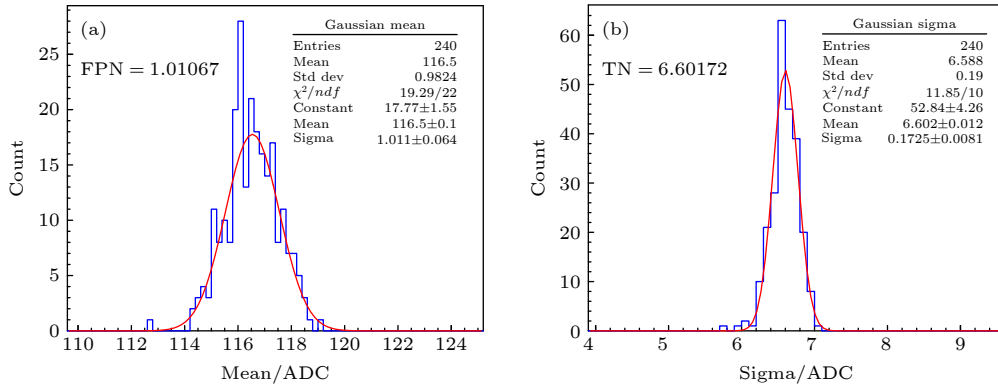 (a)
FPN = 1.01067
Gaussian mean
Entries 240
Mean 116.5
Std dev 0.9824
χ²/ndf 19.29/22
Constant 17.77±1.55
Mean 116.5±0.1
Sigma 1.011±0.064
Count
25
20
15
10
5
0
110 112 114 116 118 120 122 124
Mean/ADC
(b)
TN = 6.60172
Gaussian sigma
Entries 240
Mean 6.588
Std dev 0.19
χ²/ndf 11.85/10
Constant 52.84±4.26
Mean 6.602±0.012
Sigma 0.1725±0.0081
Count
60
50
40
30
20
10
0
4 5 6 7 8 9
Sigma/ADC